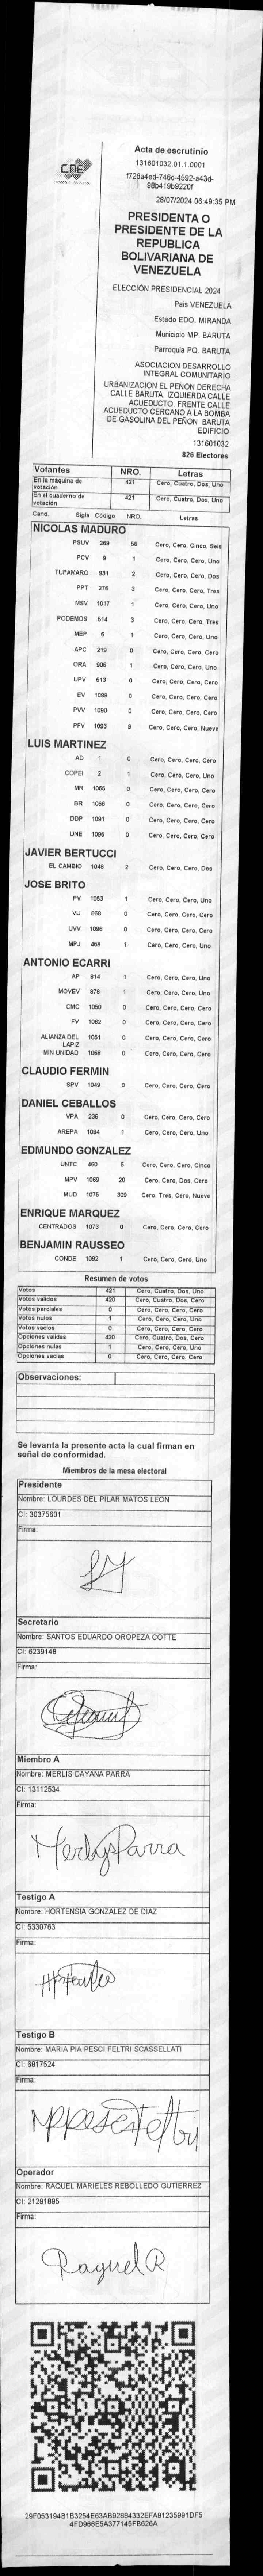 CNE
Acta de escrutinio
131601032.01.1.0001
f726a4ed-746c-4592-a43d-
98b419b9220f
28/07/2024 06:49:35 PM
PRESIDENTA O
PRESIDENTE DE LA
REPUBLICA
BOLIVARIANA DE
VENEZUELA
ELECCIÓN PRESIDENCIAL 2024
País VENEZUELA
Estado EDO. MIRANDA
Municipio MP. BARUTA
Parroquia PQ. BARUTA
ASOCIACION DESARROLLO
INTEGRAL COMUNITARIO
URBANIZACION EL PEÑON DERECHA
CALLE BARUTA. IZQUIERDA CALLE
ACUEDUCTO. FRENTE CALLE
ACUEDUCTO CERCANO A LA BOMBA
DE GASOLINA DEL PEÑON BARUTA
EDIFICIO
131601032
826 Electores
Votantes NRO. Letras
En la máquina de votación 421 Cero, Cuatro, Dos, Uno
En el cuaderno de votación 421 Cero, Cuatro, Dos, Uno
Cand. Sigla Código NRO. Letras
NICOLAS MADURO
PSUV 269 56 Cero, Cero, Cinco, Seis
PCV 9 1 Cero, Cero, Cero, Uno
TUPAMARO 931 2 Cero, Cero, Cero, Dos
PPT 276 3 Cero, Cero, Cero, Tres
MSV 1017 1 Cero, Cero, Cero, Uno
PODEMOS 514 3 Cero, Cero, Cero, Tres
MEP 6 1 Cero, Cero, Cero, Uno
APC 219 0 Cero, Cero, Cero, Cero
ORA 906 1 Cero, Cero, Cero, Uno
UPV 513 0 Cero, Cero, Cero, Cero
EV 1089 0 Cero, Cero, Cero, Cero
PVV 1090 0 Cero, Cero, Cero, Cero
PFV 1093 9 Cero, Cero, Cero, Nueve
LUIS MARTINEZ
AD 1 0 Cero, Cero, Cero, Cero
COPEI 2 1 Cero, Cero, Cero, Uno
MR 1065 0 Cero, Cero, Cero, Cero
BR 1066 0 Cero, Cero, Cero, Cero
DDP 1091 0 Cero, Cero, Cero, Cero
UNE 1095 0 Cero, Cero, Cero, Cero
JAVIER BERTUCCI
EL CAMBIO 1046 2 Cero, Cero, Cero, Dos
JOSE BRITO
PV 1053 1 Cero, Cero, Cero, Uno
VU 869 0 Cero, Cero, Cero, Cero
UVV 1096 0 Cero, Cero, Cero, Cero
MPJ 458 1 Cero, Cero, Cero, Uno
ANTONIO ECARRI
AP 814 1 Cero, Cero, Cero, Uno
MOVEV 878 1 Cero, Cero, Cero, Uno
CMC 1050 0 Cero, Cero, Cero, Cero
FV 1062 0 Cero, Cero, Cero, Cero
ALIANZA DEL LAPIZ 1051 0 Cero, Cero, Cero, Cero
MIN UNIDAD 1068 0 Cero, Cero, Cero, Cero
CLAUDIO FERMIN
SPV 1049 0 Cero, Cero, Cero, Cero
DANIEL CEBALLOS
VPA 236 0 Cero, Cero, Cero, Cero
AREPA 1094 1 Cero, Cero, Cero, Uno
EDMUNDO GONZALEZ
UNTC 460 5 Cero, Cero, Cero, Cinco
MPV 1059 20 Cero, Cero, Dos, Cero
MUD 1075 309 Cero, Tres, Cero, Nueve
ENRIQUE MARQUEZ
CENTRADOS 1073 0 Cero, Cero, Cero, Cero
BENJAMIN RAUSSEO
CONDE 1092 1 Cero, Cero, Cero, Uno
Resumen de votos
Votos 421 Cero, Cuatro, Dos, Uno
Votos validos 420 Cero, Cuatro, Dos, Cero
Votos parciales 0 Cero, Cero, Cero, Cero
Votos nulos 1 Cero, Cero, Cero, Uno
Votos vacios 0 Cero, Cero, Cero, Cero
Opciones validas 420 Cero, Cuatro, Dos, Cero
Opciones nulas 1 Cero, Cero, Cero, Uno
Opciones vacias 0 Cero, Cero, Cero, Cero
Observaciones:
Se levanta la presente acta la cual firman en
señal de conformidad.
Miembros de la mesa electoral
Presidente
Nombre: LOURDES DEL PILAR MATOS LEON
CI: 30375601
Firma:
Secretario
Nombre: SANTOS EDUARDO OROPEZA COTTE
CI: 6239148
Firma:
Miembro A
Nombre: MERLIS DAYANA PARRA
CI: 13112534
Firma:
Merlys Parra
Testigo A
Nombre: HORTENSIA GONZALEZ DE DIAZ
CI: 5330763
Firma:
Testigo B
Nombre: MARIA PIA PESCI FELTRI SCASSELLATI
CI: 6817524
Firma:
Operador
Nombre: RAQUEL MARIELES REBOLLEDO GUTIERREZ
CI: 21291895
Firma:
Raquel R
29F053194B1B3254E63AB92884332EFA91235991DF5
4FD966E5A377145FB626A